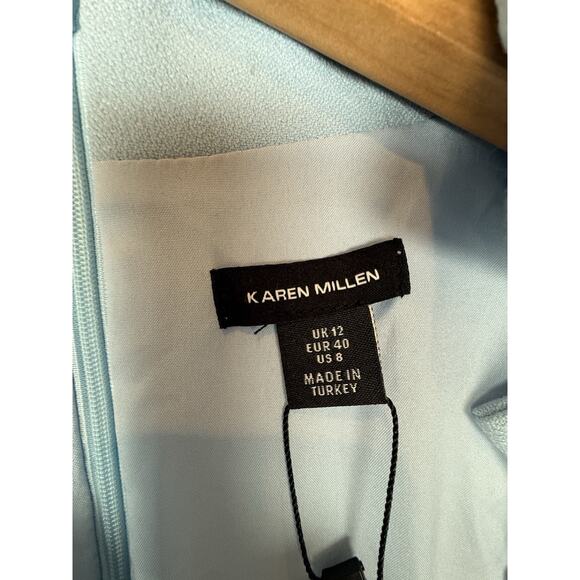 KAREN MILLEN
UK 12
EUR 40
US 8
MADE IN
TURKEY